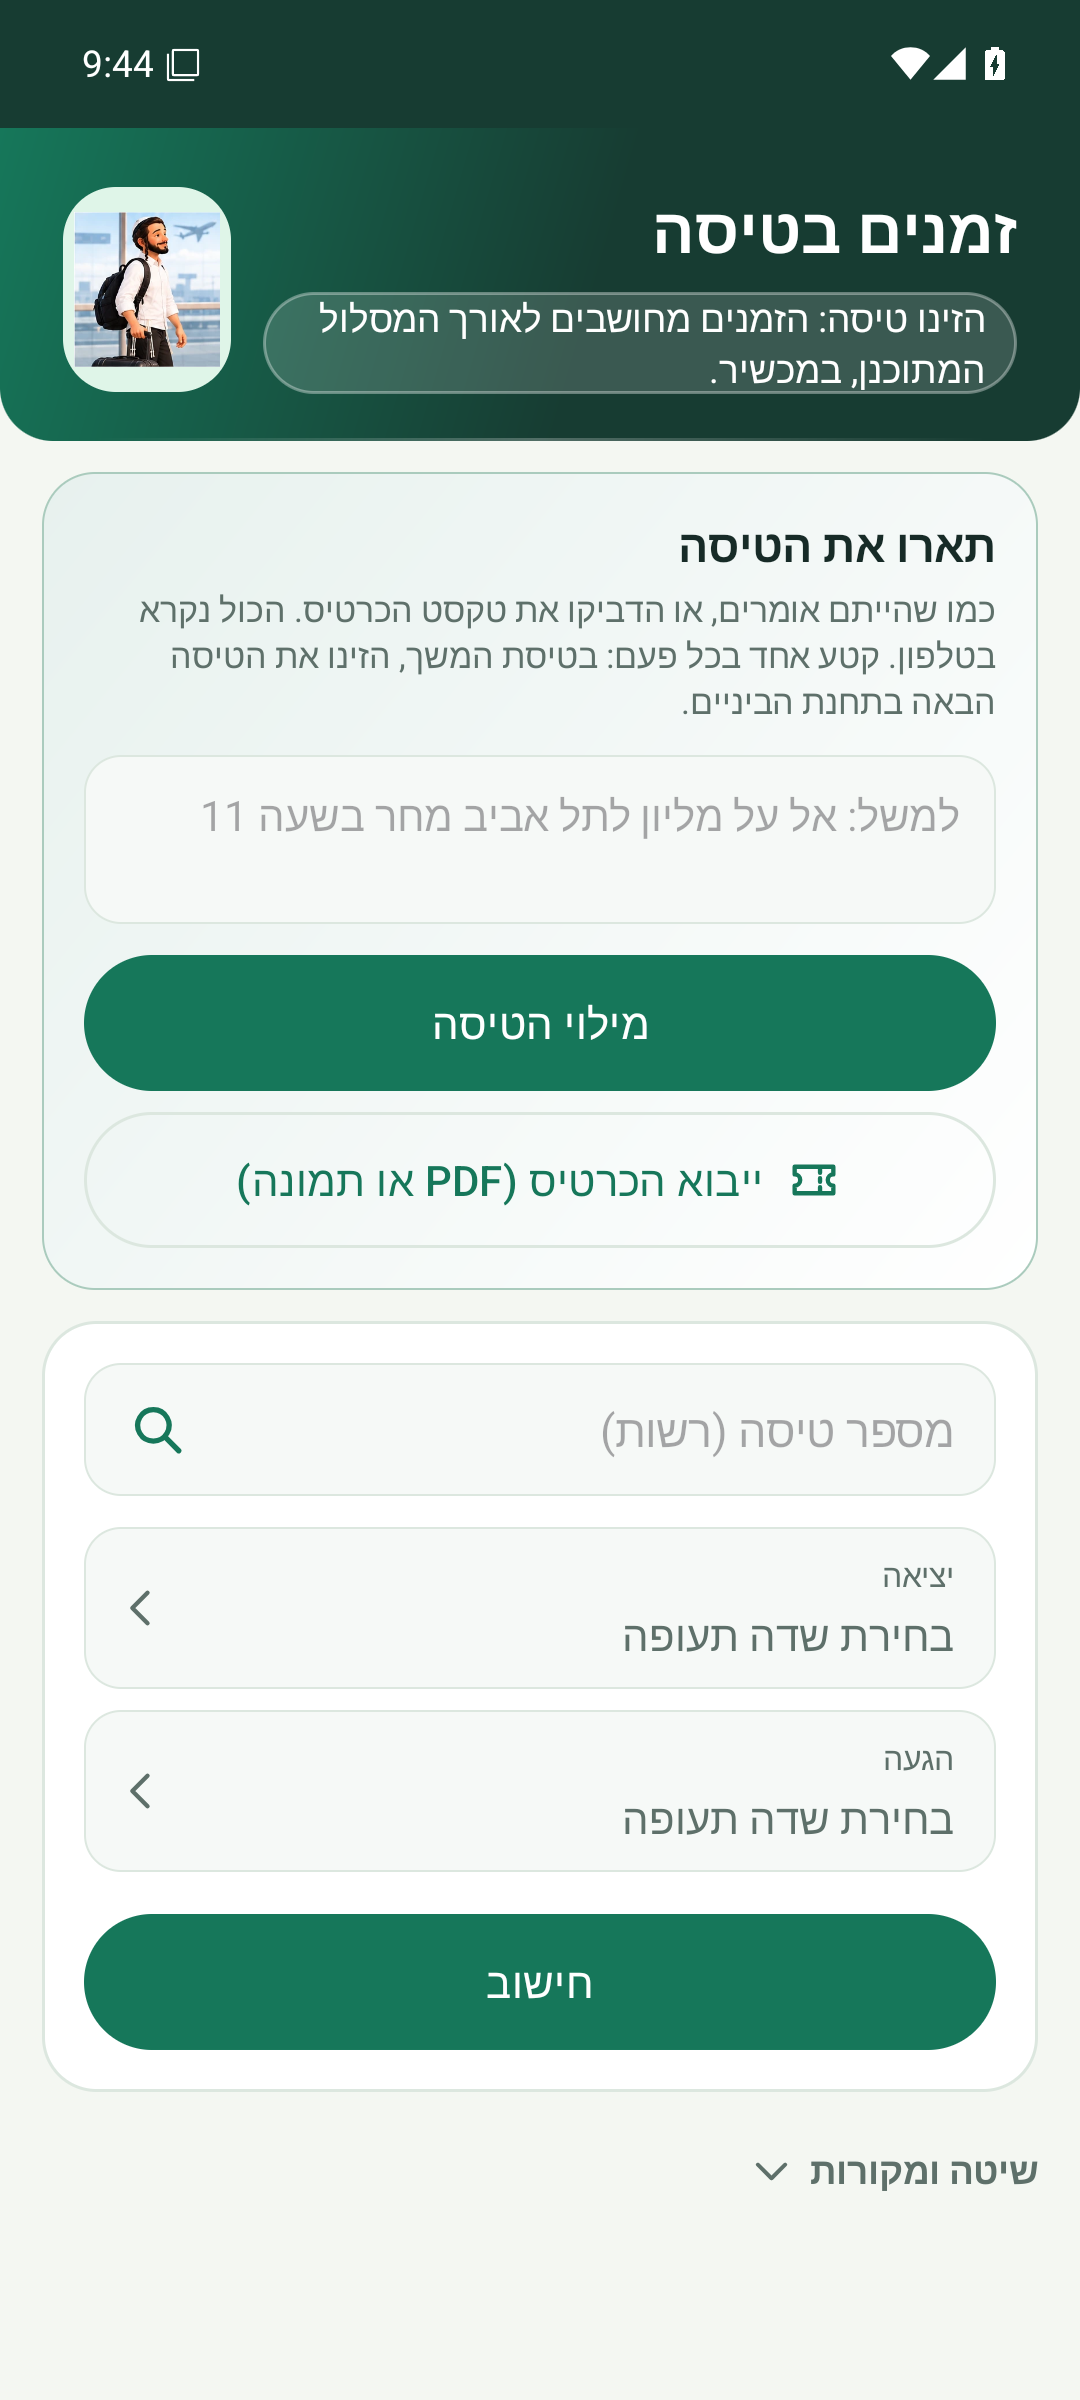 9:44
זמנים בטיסה
הזינו טיסה: הזמנים מחושבים לאורך המסלול
המתוכנן, במכשיר.
תארו את הטיסה
כמו שהייתם אומרים, או הדביקו את טקסט הכרטיס. הכול נקרא
בטלפון. קטע אחד בכל פעם: בטיסת המשך, הזינו את הטיסה
הבאה בתחנת הביניים.
למשל: אל על מליון לתל אביב מחר בשעה 11
מילוי הטיסה
ייבוא הכרטיס (PDF או תמונה)
מספר טיסה (רשות)
יציאה
בחירת שדה תעופה
הגעה
בחירת שדה תעופה
חישוב
שיטה ומקורות